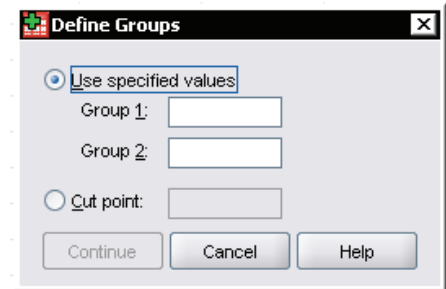 Define Groups
Use specified values
Group 1:
Group 2:
Cut point:
Continue Cancel Help